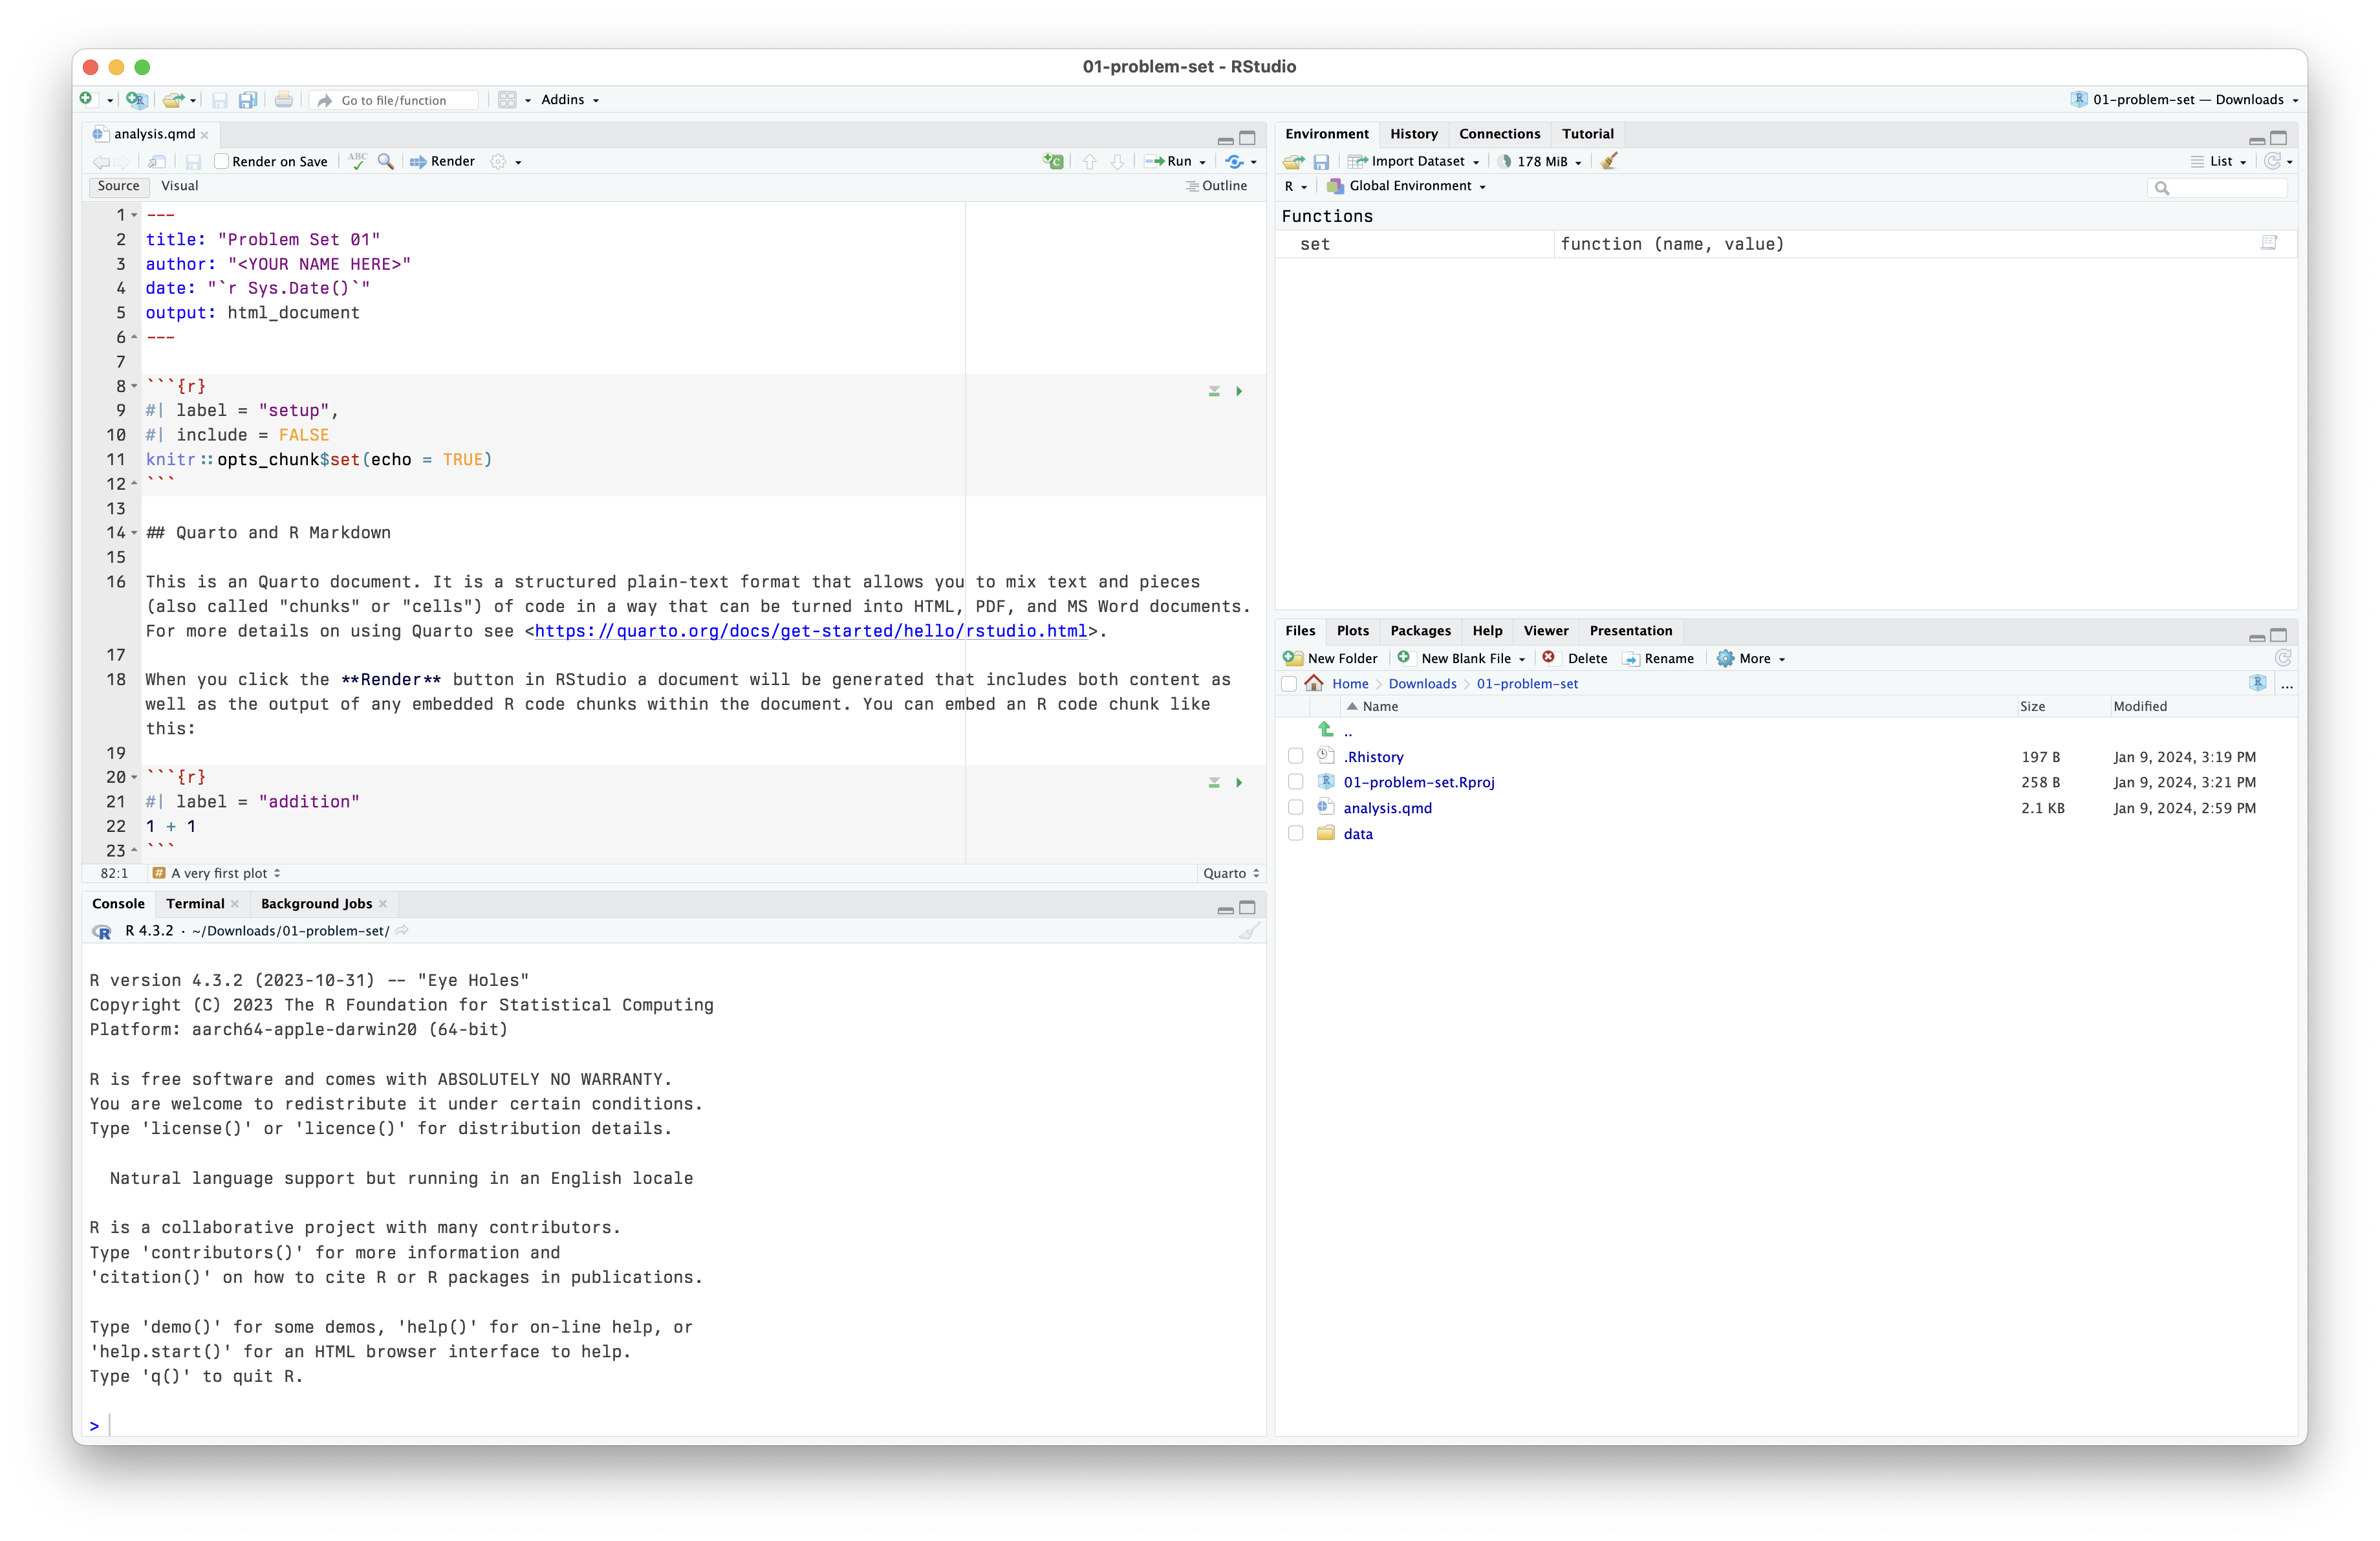 01-problem-set - RStudio
Go to file/function
Addins
01-problem-set — Downloads
analysis.qmd
Render on Save
ABC
Render
Run
Source
Visual
Outline
1 ---
2 title: "Problem Set 01"
3 author: "<YOUR NAME HERE>"
4 date: "`r Sys.Date()`"
5 output: html_document
6 ---
7
8 ```{r}
9 #| label = "setup",
10 #| include = FALSE
11 knitr::opts_chunk$set(echo = TRUE)
12 ```
13
14 ## Quarto and R Markdown
15
16 This is an Quarto document. It is a structured plain-text format that allows you to mix text and pieces
(also called "chunks" or "cells") of code in a way that can be turned into HTML, PDF, and MS Word documents.
For more details on using Quarto see <https://quarto.org/docs/get-started/hello/rstudio.html>.
17
18 When you click the **Render** button in RStudio a document will be generated that includes both content as
well as the output of any embedded R code chunks within the document. You can embed an R code chunk like
this:
19
20 ```{r}
21 #| label = "addition"
22 1 + 1
23 ```
82:1
# A very first plot
Quarto
Console
Terminal
Background Jobs
R 4.3.2 · ~/Downloads/01-problem-set/
R version 4.3.2 (2023-10-31) -- "Eye Holes"
Copyright (C) 2023 The R Foundation for Statistical Computing
Platform: aarch64-apple-darwin20 (64-bit)
R is free software and comes with ABSOLUTELY NO WARRANTY.
You are welcome to redistribute it under certain conditions.
Type 'license()' or 'licence()' for distribution details.
Natural language support but running in an English locale
R is a collaborative project with many contributors.
Type 'contributors()' for more information and
'citation()' on how to cite R or R packages in publications.
Type 'demo()' for some demos, 'help()' for on-line help, or
'help.start()' for an HTML browser interface to help.
Type 'q()' to quit R.
>
Environment
History
Connections
Tutorial
Import Dataset
178 MiB
List
R
Global Environment
Functions
set function (name, value)
Files
Plots
Packages
Help
Viewer
Presentation
New Folder
New Blank File
Delete
Rename
More
Home
Downloads
01-problem-set
...
Name Size Modified
..
.Rhistory 197 B Jan 9, 2024, 3:19 PM
01-problem-set.Rproj 258 B Jan 9, 2024, 3:21 PM
analysis.qmd 2.1 KB Jan 9, 2024, 2:59 PM
data